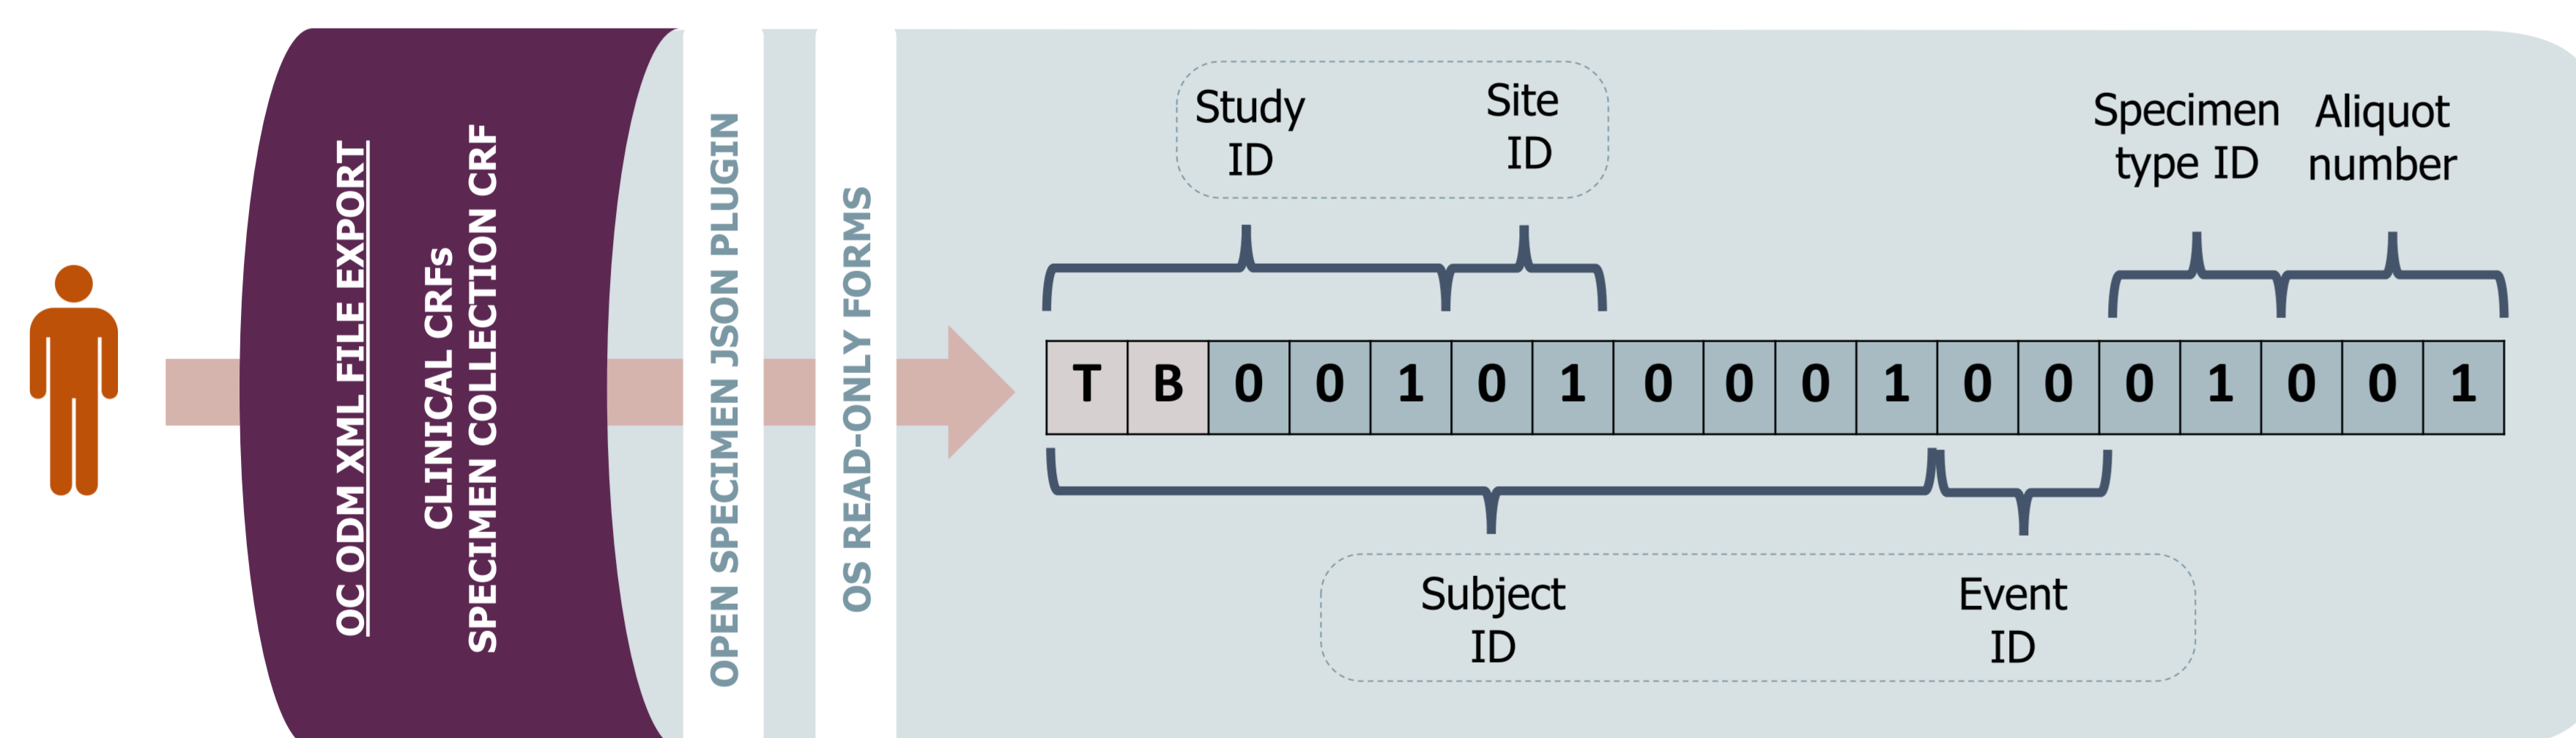 OC ODM XML FILE EXPORT
CLINICAL CRFs
SPECIMEN COLLECTION CRF
OPEN SPECIMEN JSON PLUGIN
OS READ-ONLY FORMS
Study
ID
Site
ID
Specimen
type ID
Aliquot
number
T B 0 0 1 0 1 0 0 0 1 0 0 0 1 0 0 1
Subject
ID
Event
ID